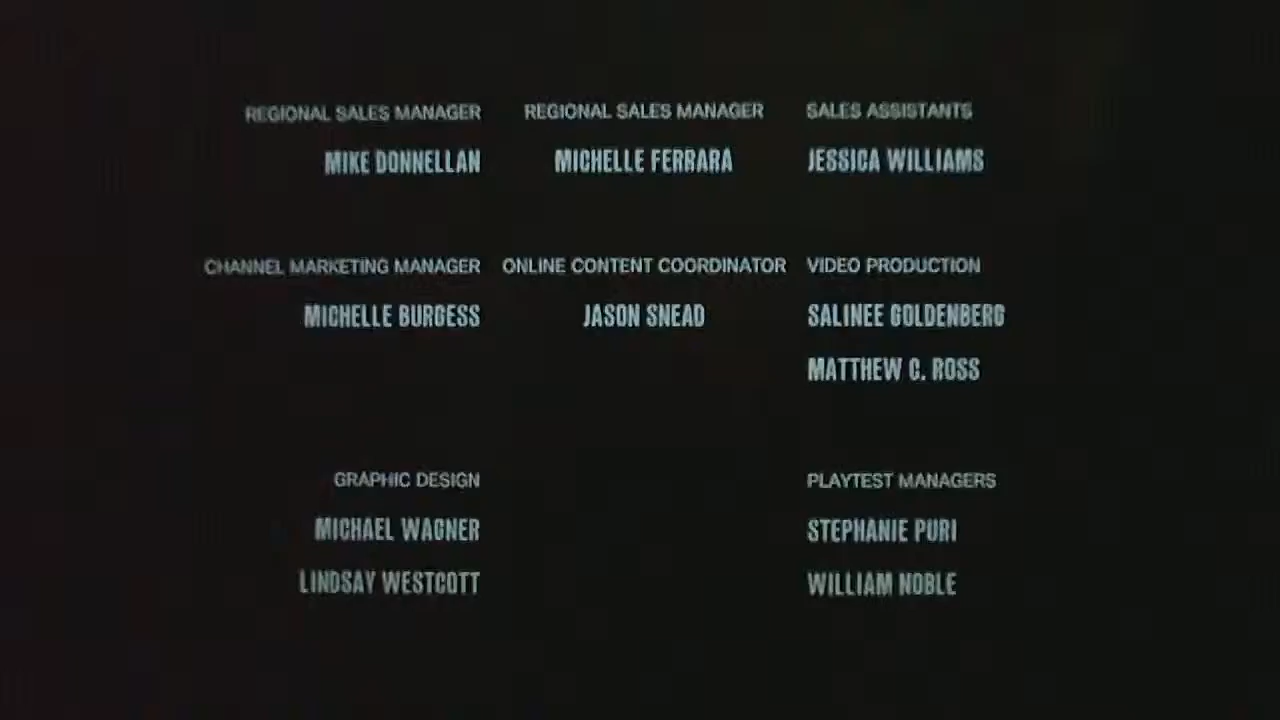 REGIONAL SALES MANAGER
MIKE DONNELLAN
REGIONAL SALES MANAGER
MICHELLE FERRARA
SALES ASSISTANTS
JESSICA WILLIAMS
CHANNEL MARKETING MANAGER
MICHELLE BURGESS
ONLINE CONTENT COORDINATOR
JASON SNEAD
VIDEO PRODUCTION
SALINEE GOLDENBERG
MATTHEW C. ROSS
GRAPHIC DESIGN
MICHAEL WAGNER
LINDSAY WESTCOTT
PLAYTEST MANAGERS
STEPHANIE PURI
WILLIAM NOBLE